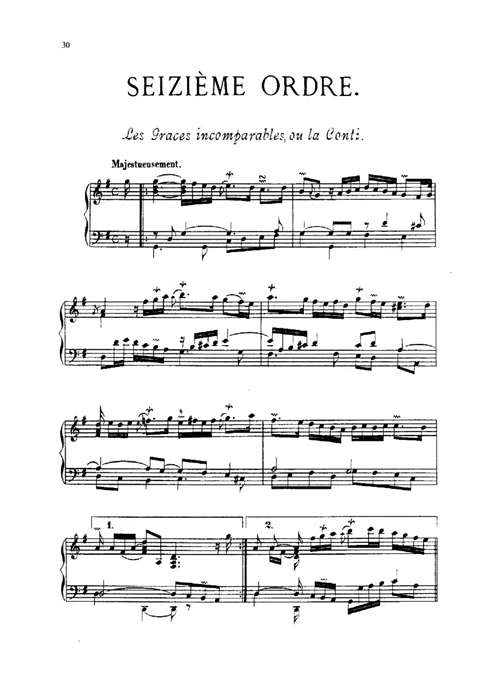 30
SEIZIÈME ORDRE.
Les Graces incomparables, ou la Conti.
Majestueusement.
1.
2.